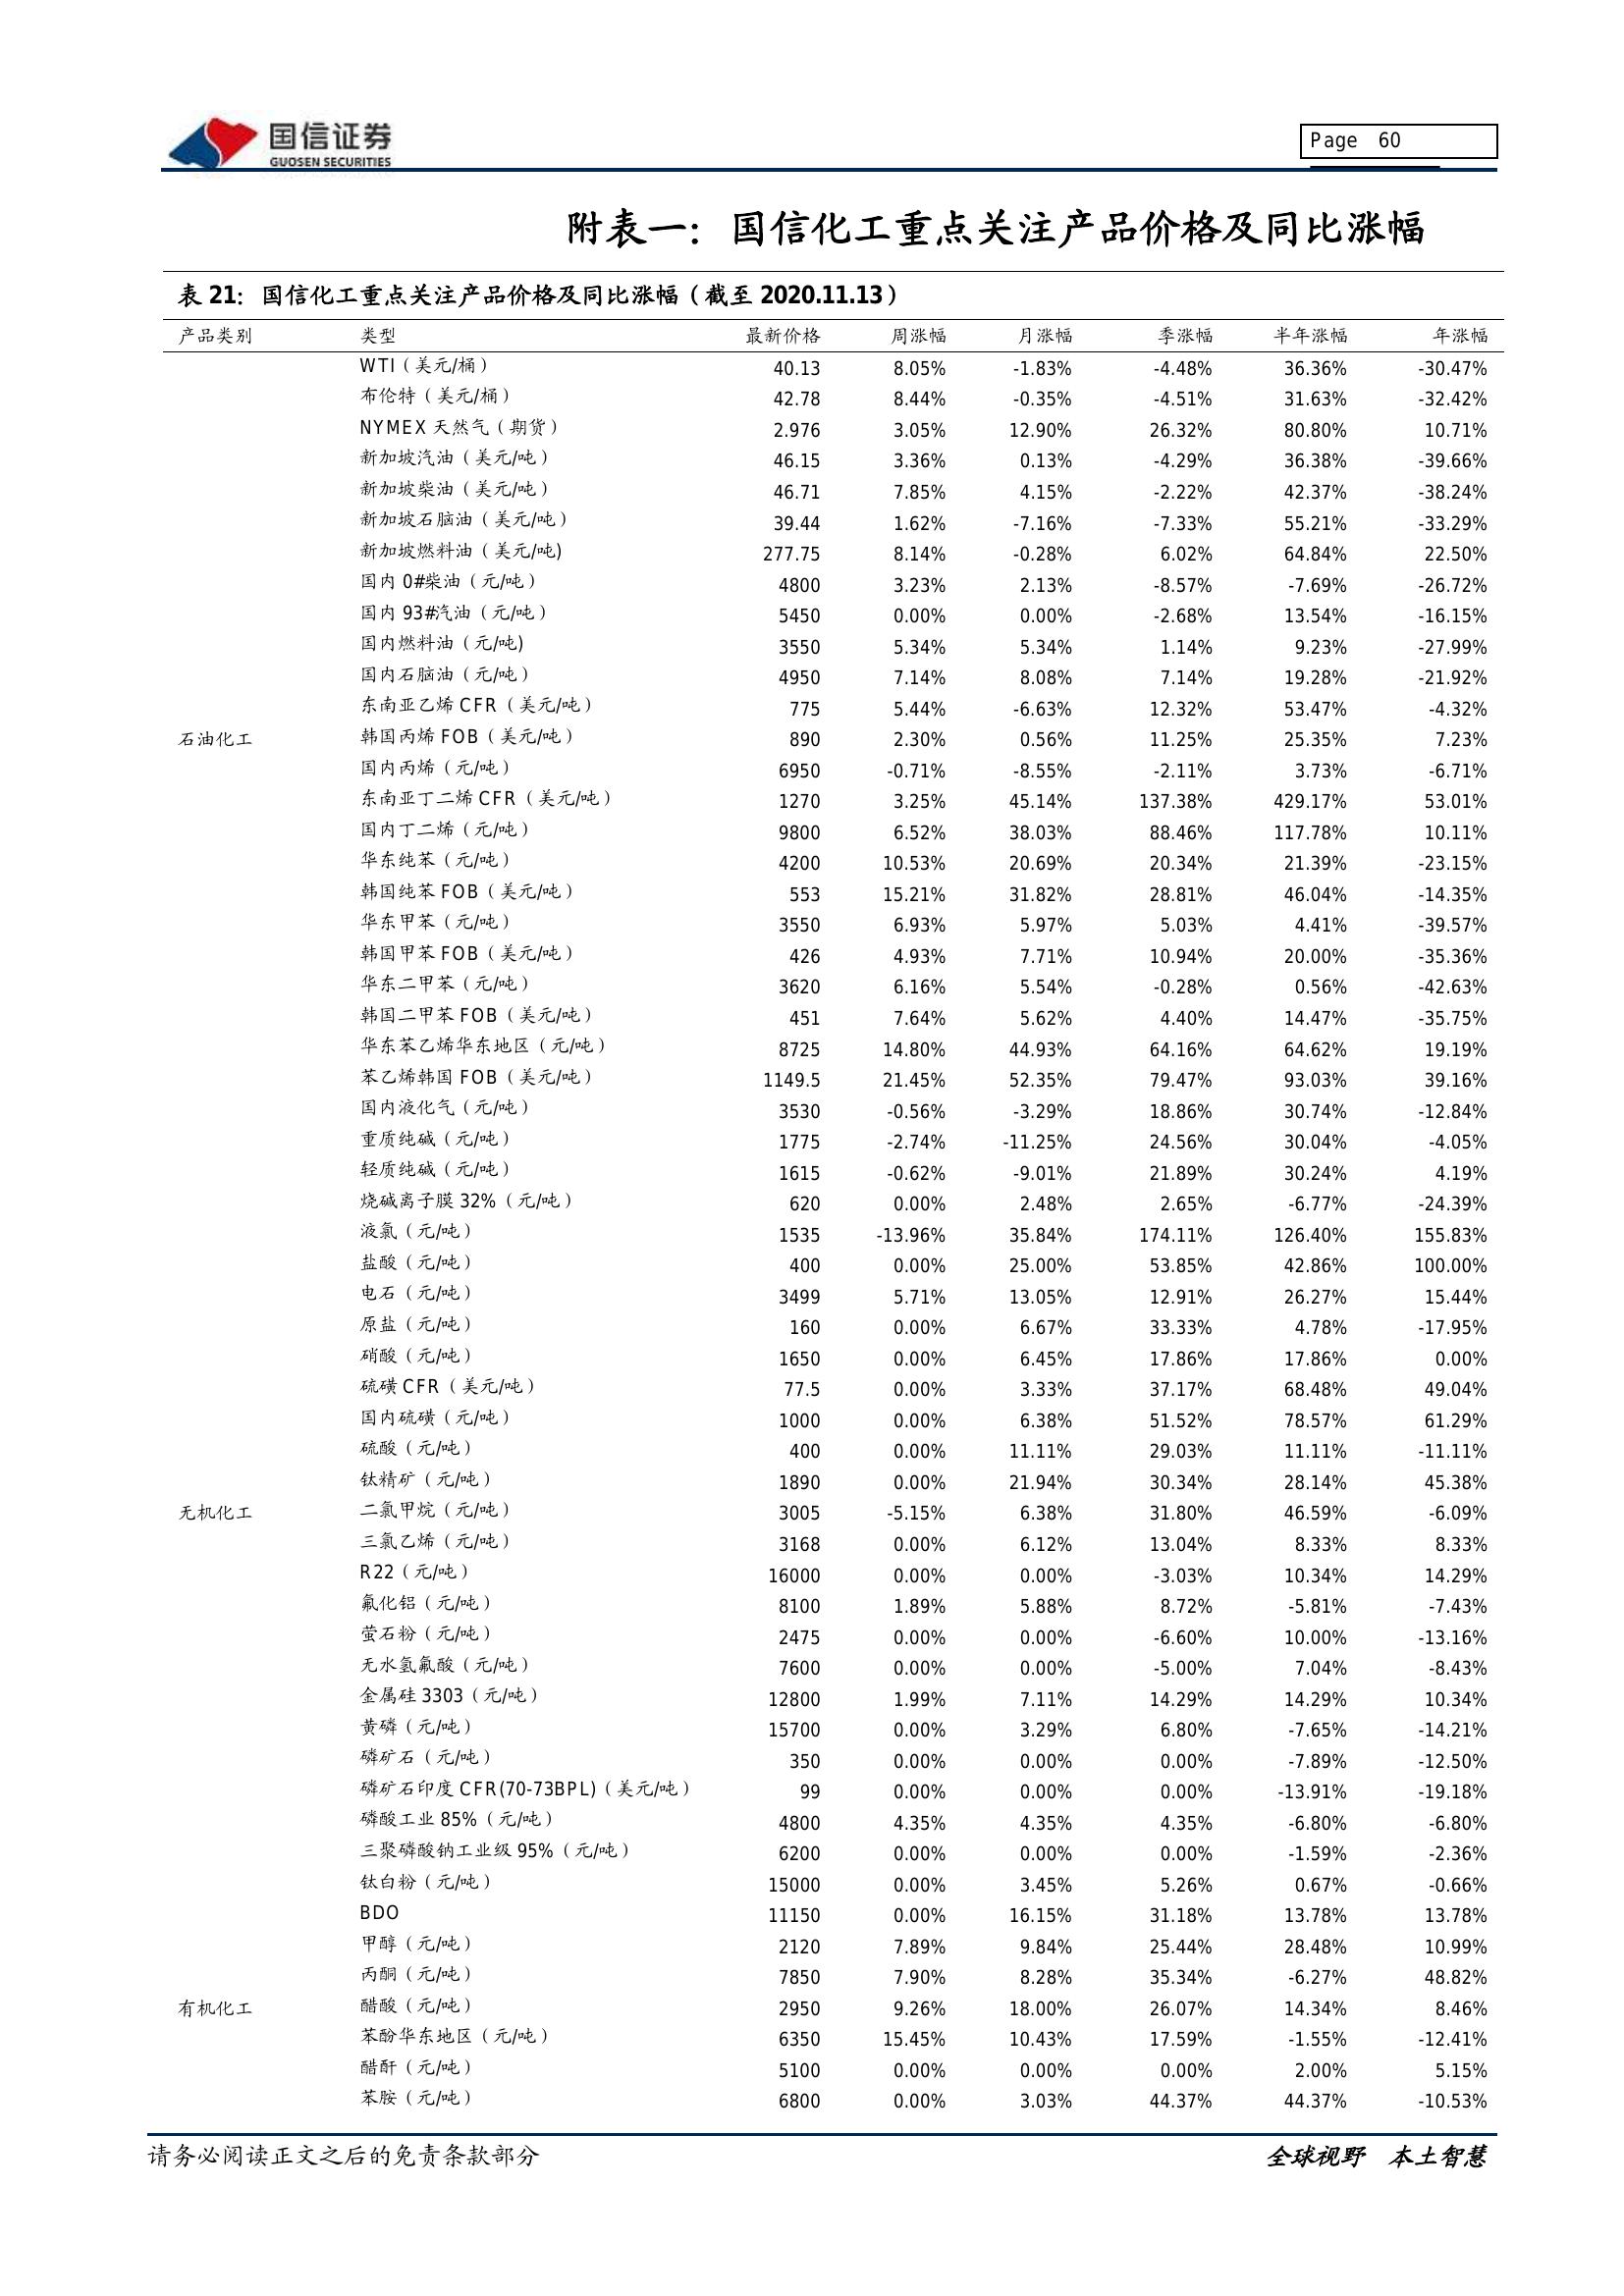 国信证券
GUOSEN SECURITIES
Page 60
附表一：国信化工重点关注产品价格及同比涨幅
表 21：国信化工重点关注产品价格及同比涨幅（截至 2020.11.13）
产品类别 类型 最新价格 周涨幅 月涨幅 季涨幅 半年涨幅 年涨幅
WTI（美元/桶） 40.13 8.05% -1.83% -4.48% 36.36% -30.47%
布伦特（美元/桶） 42.78 8.44% -0.35% -4.51% 31.63% -32.42%
NYMEX 天然气（期货） 2.976 3.05% 12.90% 26.32% 80.80% 10.71%
新加坡汽油（美元/吨） 46.15 3.36% 0.13% -4.29% 36.38% -39.66%
新加坡柴油（美元/吨） 46.71 7.85% 4.15% -2.22% 42.37% -38.24%
新加坡石脑油（美元/吨） 39.44 1.62% -7.16% -7.33% 55.21% -33.29%
新加坡燃料油（美元/吨) 277.75 8.14% -0.28% 6.02% 64.84% 22.50%
国内 0#柴油（元/吨） 4800 3.23% 2.13% -8.57% -7.69% -26.72%
国内 93#汽油（元/吨） 5450 0.00% 0.00% -2.68% 13.54% -16.15%
国内燃料油（元/吨) 3550 5.34% 5.34% 1.14% 9.23% -27.99%
国内石脑油（元/吨） 4950 7.14% 8.08% 7.14% 19.28% -21.92%
东南亚乙烯 CFR（美元/吨） 775 5.44% -6.63% 12.32% 53.47% -4.32%
石油化工 韩国丙烯 FOB（美元/吨） 890 2.30% 0.56% 11.25% 25.35% 7.23%
国内丙烯（元/吨） 6950 -0.71% -8.55% -2.11% 3.73% -6.71%
东南亚丁二烯 CFR（美元/吨） 1270 3.25% 45.14% 137.38% 429.17% 53.01%
国内丁二烯（元/吨） 9800 6.52% 38.03% 88.46% 117.78% 10.11%
华东纯苯（元/吨） 4200 10.53% 20.69% 20.34% 21.39% -23.15%
韩国纯苯 FOB（美元/吨） 553 15.21% 31.82% 28.81% 46.04% -14.35%
华东甲苯（元/吨） 3550 6.93% 5.97% 5.03% 4.41% -39.57%
韩国甲苯 FOB（美元/吨） 426 4.93% 7.71% 10.94% 20.00% -35.36%
华东二甲苯（元/吨） 3620 6.16% 5.54% -0.28% 0.56% -42.63%
韩国二甲苯 FOB（美元/吨） 451 7.64% 5.62% 4.40% 14.47% -35.75%
华东苯乙烯华东地区（元/吨） 8725 14.80% 44.93% 64.16% 64.62% 19.19%
苯乙烯韩国 FOB（美元/吨） 1149.5 21.45% 52.35% 79.47% 93.03% 39.16%
国内液化气（元/吨） 3530 -0.56% -3.29% 18.86% 30.74% -12.84%
重质纯碱（元/吨） 1775 -2.74% -11.25% 24.56% 30.04% -4.05%
轻质纯碱（元/吨） 1615 -0.62% -9.01% 21.89% 30.24% 4.19%
烧碱离子膜 32%（元/吨） 620 0.00% 2.48% 2.65% -6.77% -24.39%
液氯（元/吨） 1535 -13.96% 35.84% 174.11% 126.40% 155.83%
盐酸（元/吨） 400 0.00% 25.00% 53.85% 42.86% 100.00%
电石（元/吨） 3499 5.71% 13.05% 12.91% 26.27% 15.44%
原盐（元/吨） 160 0.00% 6.67% 33.33% 4.78% -17.95%
硝酸（元/吨） 1650 0.00% 6.45% 17.86% 17.86% 0.00%
硫磺 CFR（美元/吨） 77.5 0.00% 3.33% 37.17% 68.48% 49.04%
国内硫磺（元/吨） 1000 0.00% 6.38% 51.52% 78.57% 61.29%
硫酸（元/吨） 400 0.00% 11.11% 29.03% 11.11% -11.11%
钛精矿（元/吨） 1890 0.00% 21.94% 30.34% 28.14% 45.38%
无机化工 二氯甲烷（元/吨） 3005 -5.15% 6.38% 31.80% 46.59% -6.09%
三氯乙烯（元/吨） 3168 0.00% 6.12% 13.04% 8.33% 8.33%
R22（元/吨） 16000 0.00% 0.00% -3.03% 10.34% 14.29%
氟化铝（元/吨） 8100 1.89% 5.88% 8.72% -5.81% -7.43%
萤石粉（元/吨） 2475 0.00% 0.00% -6.60% 10.00% -13.16%
无水氢氟酸（元/吨） 7600 0.00% 0.00% -5.00% 7.04% -8.43%
金属硅 3303（元/吨） 12800 1.99% 7.11% 14.29% 14.29% 10.34%
黄磷（元/吨） 15700 0.00% 3.29% 6.80% -7.65% -14.21%
磷矿石（元/吨） 350 0.00% 0.00% 0.00% -7.89% -12.50%
磷矿石印度 CFR(70-73BPL)（美元/吨） 99 0.00% 0.00% 0.00% -13.91% -19.18%
磷酸工业 85%（元/吨） 4800 4.35% 4.35% 4.35% -6.80% -6.80%
三聚磷酸钠工业级 95%（元/吨） 6200 0.00% 0.00% 0.00% -1.59% -2.36%
钛白粉（元/吨） 15000 0.00% 3.45% 5.26% 0.67% -0.66%
BDO 11150 0.00% 16.15% 31.18% 13.78% 13.78%
甲醇（元/吨） 2120 7.89% 9.84% 25.44% 28.48% 10.99%
丙酮（元/吨） 7850 7.90% 8.28% 35.34% -6.27% 48.82%
有机化工 醋酸（元/吨） 2950 9.26% 18.00% 26.07% 14.34% 8.46%
苯酚华东地区（元/吨） 6350 15.45% 10.43% 17.59% -1.55% -12.41%
醋酐（元/吨） 5100 0.00% 0.00% 0.00% 2.00% 5.15%
苯胺（元/吨） 6800 0.00% 3.03% 44.37% 44.37% -10.53%
请务必阅读正文之后的免责条款部分 全球视野 本土智慧